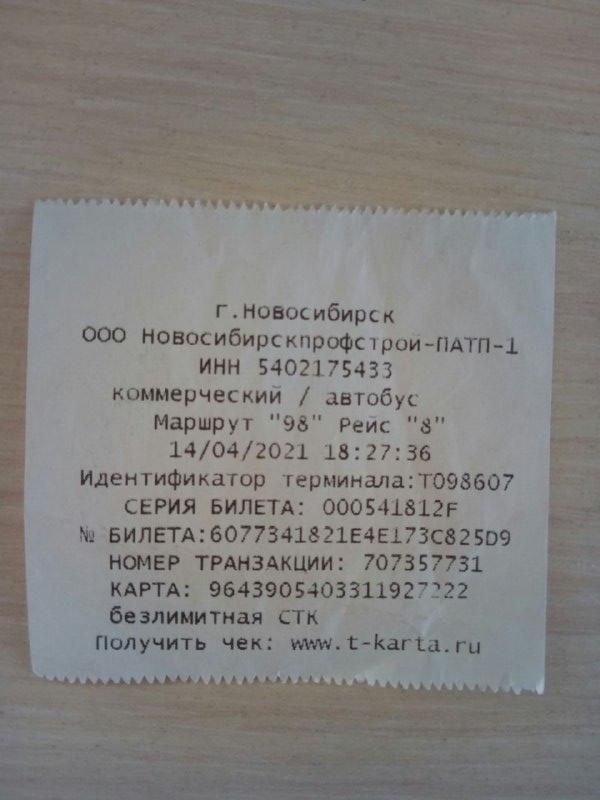 г.Новосибирск
ООО Новосибирскпрофстрой-ПАТП-1
ИНН 5402175433
коммерческий / автобус
Маршрут "98" Рейс "8"
14/04/2021 18:27:36
Идентификатор терминала:T098607
СЕРИЯ БИЛЕТА: 000541812F
№ БИЛЕТА:6077341821E4E173C825D9
НОМЕР ТРАНЗАКЦИИ: 707357731
КАРТА: 9643905403311927222
безлимитная СТК
Получить чек: www.t-karta.ru